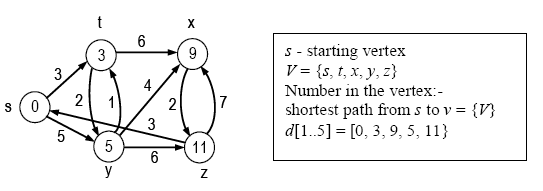 t
x
6
3
9
3
4
2
1
2
7
s
0
3
5
5
6
11
y
z
s - starting vertex
V = {s, t, x, y, z}
Number in the vertex:-
shortest path from s to v = {V}
d[1..5] = [0, 3, 9, 5, 11}